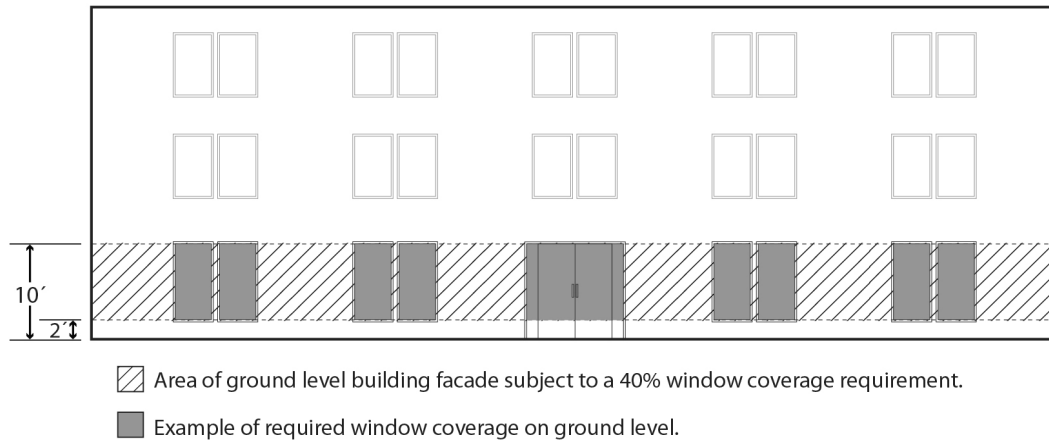 10´
2´
Area of ground level building facade subject to a 40% window coverage requirement.
Example of required window coverage on ground level.